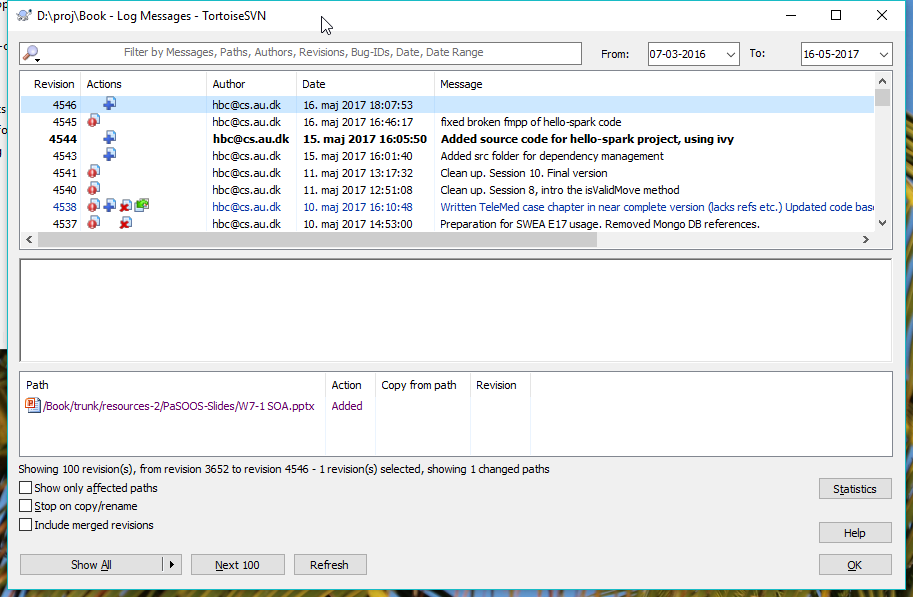 D:\proj\Book - Log Messages - TortoiseSVN
Filter by Messages, Paths, Authors, Revisions, Bug-IDs, Date, Date Range From: 07-03-2016 To: 16-05-2017
Revision Actions Author Date Message
4546 hbc@cs.au.dk 16. maj 2017 18:07:53
4545 hbc@cs.au.dk 16. maj 2017 16:46:17 fixed broken fmpp of hello-spark code
4544 hbc@cs.au.dk 15. maj 2017 16:05:50 Added source code for hello-spark project, using ivy
4543 hbc@cs.au.dk 15. maj 2017 16:01:40 Added src folder for dependency management
4541 hbc@cs.au.dk 11. maj 2017 13:17:32 Clean up. Session 10. Final version
4540 hbc@cs.au.dk 11. maj 2017 12:51:08 Clean up. Session 8, intro the isValidMove method
4538 hbc@cs.au.dk 10. maj 2017 16:10:48 Written TeleMed case chapter in near complete version (lacks refs etc.) Updated code base
4537 hbc@cs.au.dk 10. maj 2017 14:53:00 Preparation for SWEA E17 usage. Removed Mongo DB references.
Path Action Copy from path Revision
/Book/trunk/resources-2/PaSOOS-Slides/W7-1 SOA.pptx Added
Showing 100 revision(s), from revision 3652 to revision 4546 - 1 revision(s) selected, showing 1 changed paths
Show only affected paths
Statistics
Stop on copy/rename
Include merged revisions
Help
Show All Next 100 Refresh OK